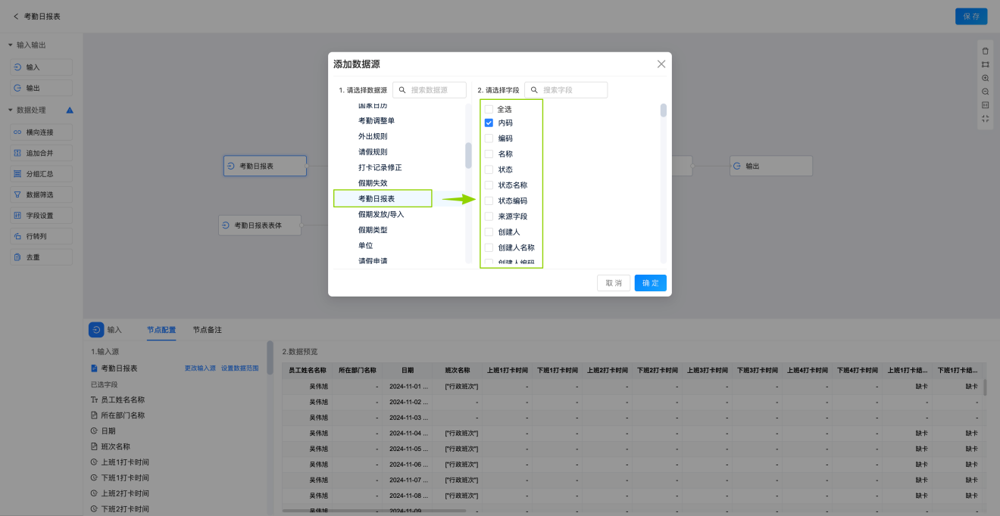 考勤日报表
保 存
输入输出
输入
输出
数据处理
横向连接
追加合并
分组汇总
数据筛选
字段设置
行转列
去重
考勤日报表
考勤日报表表体
输出
添加数据源
1. 请选择数据源
搜索数据源
2. 请选择字段
搜索字段
国家日历
考勤调整单
外出规则
请假规则
打卡记录修正
假期失效
考勤日报表
假期发放/导入
假期类型
单位
请假申请
全选
内码
编码
名称
状态
状态名称
状态编码
来源字段
创建人
创建人名称
创建人编码
取 消
确 定
输入
节点配置
节点备注
1.输入源
考勤日报表
更改输入源
设置数据范围
已选字段
员工姓名名称
所在部门名称
日期
班次名称
上班1打卡时间
下班1打卡时间
上班2打卡时间
下班2打卡时间
2.数据预览
员工姓名名称 所在部门名称 日期 班次名称 上班1打卡时间 下班1打卡时间 上班2打卡时间 下班2打卡时间 上班3打卡时间 下班3打卡时间 上班4打卡时间 下班4打卡时间 上班1打卡结... 下班1打卡结...
吴伟旭 - 2024-11-01 ... ["行政班次"] - - - - - - - - 缺卡 缺卡
吴伟旭 - 2024-11-02 ... - - - - - - - - - - -
吴伟旭 - 2024-11-03 ... - - - - - - - - - - -
吴伟旭 - 2024-11-04 ... ["行政班次"] - - - - - - - - 缺卡 缺卡
吴伟旭 - 2024-11-05 ... ["行政班次"] - - - - - - - - 缺卡 缺卡
吴伟旭 - 2024-11-06 ... ["行政班次"] - - - - - - - - 缺卡 缺卡
吴伟旭 - 2024-11-07 ... ["行政班次"] - - - - - - - - 缺卡 缺卡
吴伟旭 - 2024-11-08 ... ["行政班次"] - - - - - - - - 缺卡 缺卡
吴伟旭 - 2024-11-09 - - - - - - - - - - -